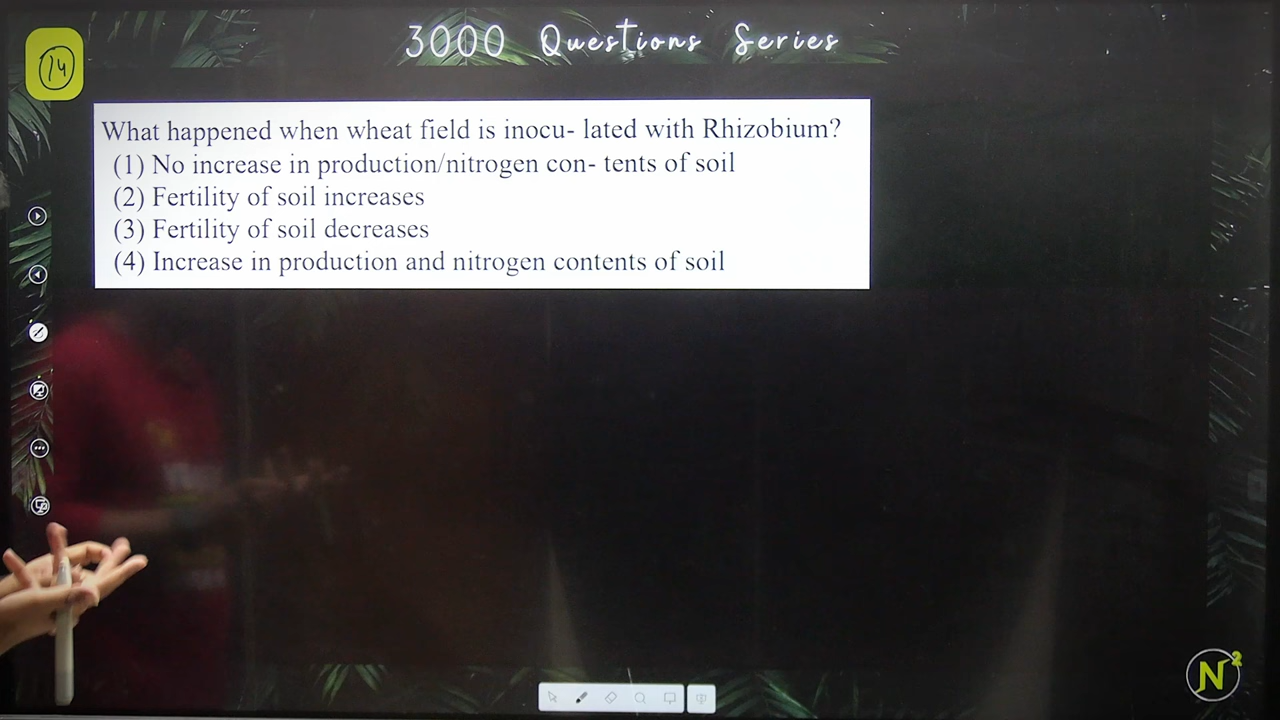 3000 Questions Series
14
What happened when wheat field is inocu- lated with Rhizobium?
(1) No increase in production/nitrogen con- tents of soil
(2) Fertility of soil increases
(3) Fertility of soil decreases
(4) Increase in production and nitrogen contents of soil
N2